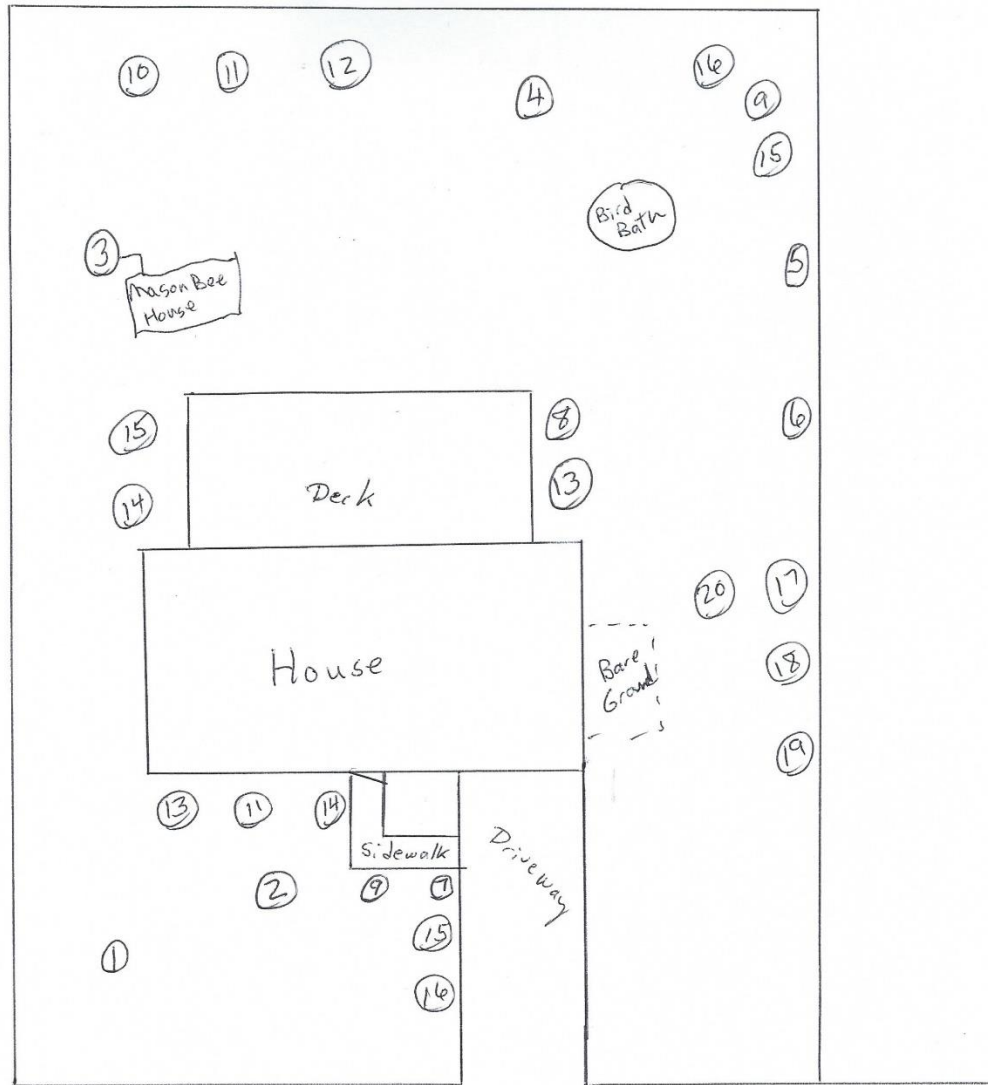 10 11 12 4 16 9
15
Bird
Bath
3
Mason Bee
House
5
15 8 6
14 Deck 13
20 17
House
Bare
Ground
18
19
13 11 14
Sidewalk
Driveway
2 9 7
15
1
16